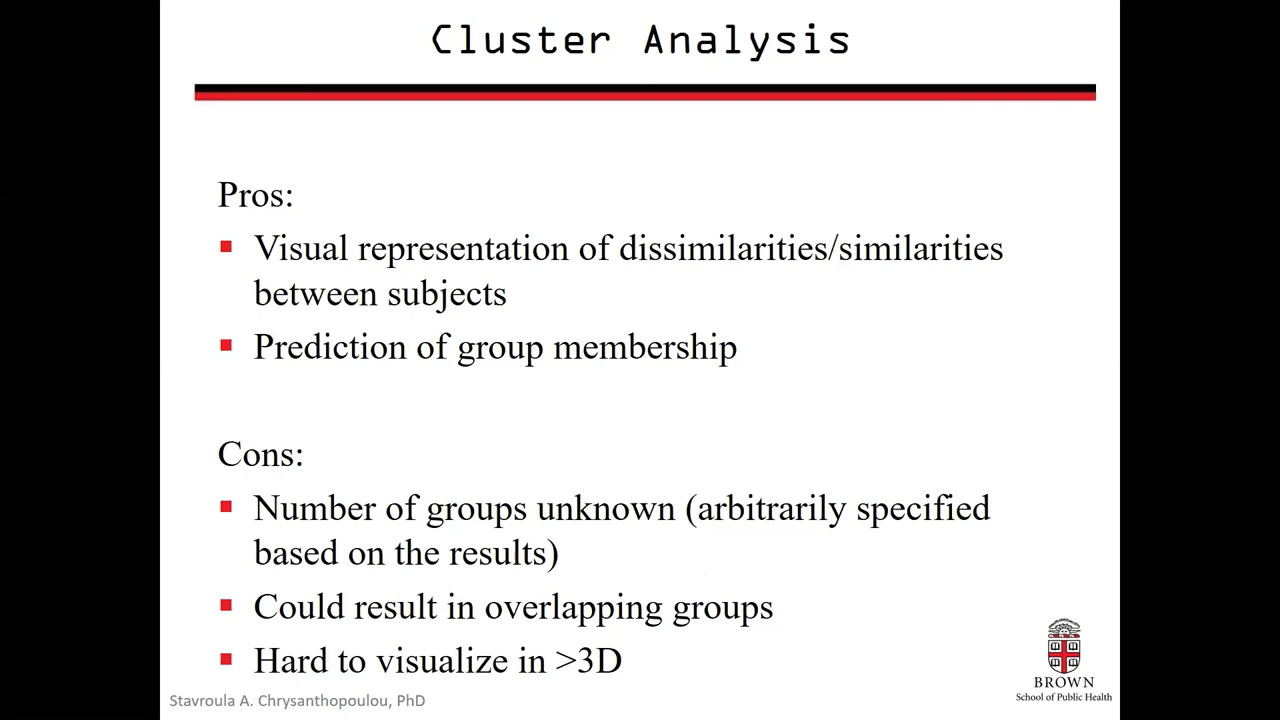 Cluster Analysis
Pros:
▪ Visual representation of dissimilarities/similarities
between subjects
▪ Prediction of group membership
Cons:
▪ Number of groups unknown (arbitrarily specified
based on the results)
▪ Could result in overlapping groups
▪ Hard to visualize in >3D
Stavroula A. Chrysanthopoulou, PhD
BROWN
School of Public Health